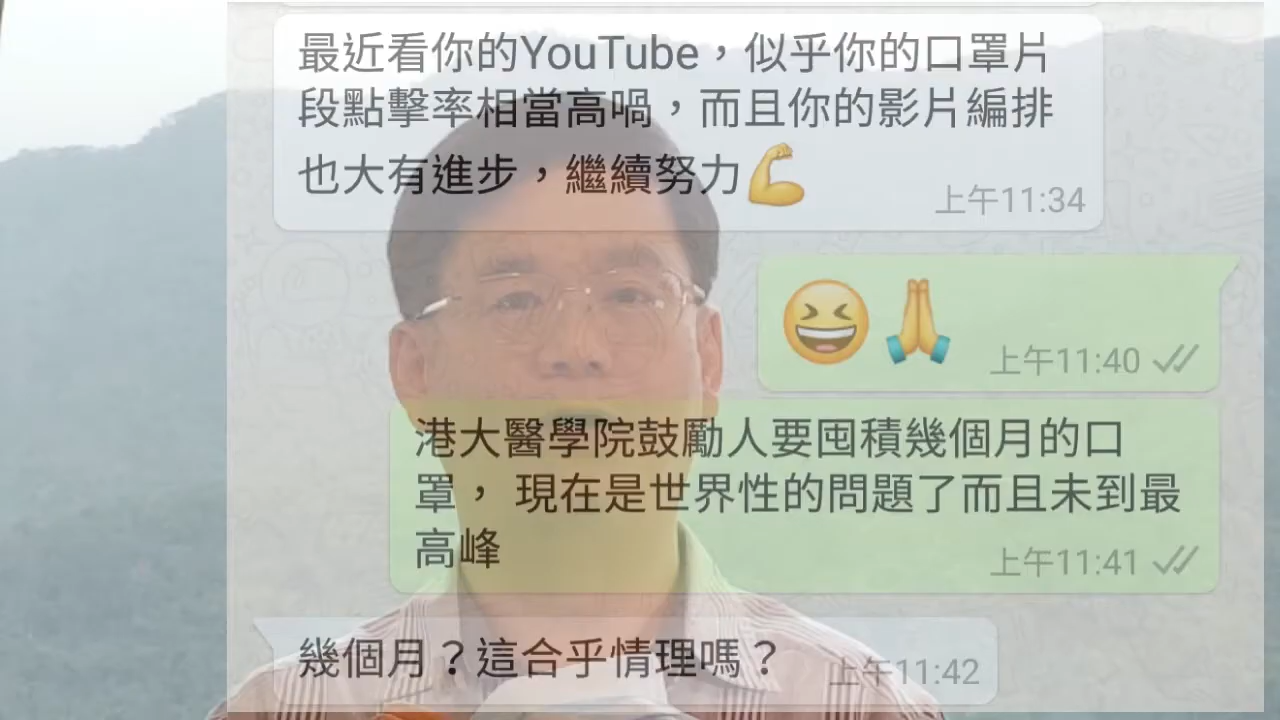 最近看你的YouTube，似乎你的口罩片
段點擊率相當高喎，而且你的影片編排
也大有進步，繼續努力💪
上午11:34
😆🙏
上午11:40
港大醫學院鼓勵人要囤積幾個月的口
罩， 現在是世界性的問題了而且未到最
高峰
上午11:41
幾個月？這合乎情理嗎？
上午11:42